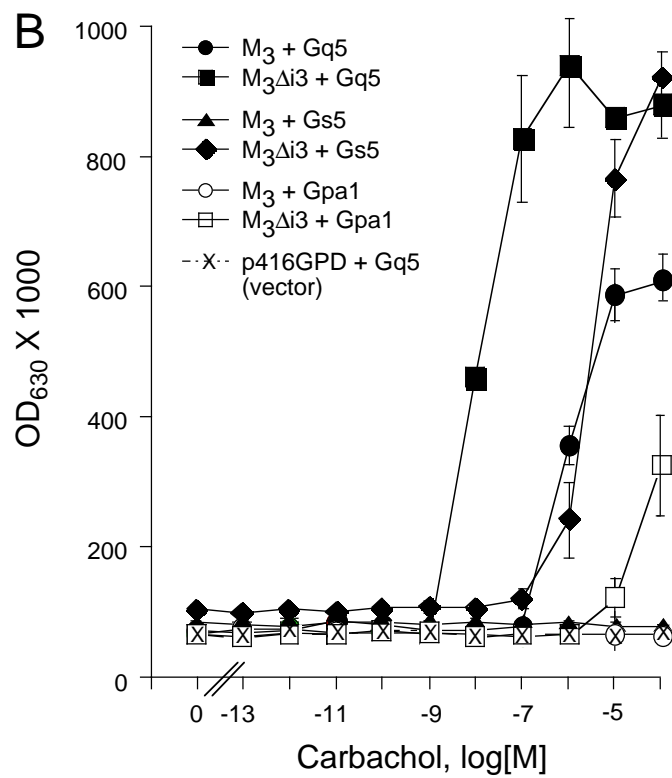 B
1000
800
600
400
200
0
OD630 X 1000
M3 + Gq5
M3Δi3 + Gq5
M3 + Gs5
M3Δi3 + Gs5
M3 + Gpa1
M3Δi3 + Gpa1
p416GPD + Gq5
(vector)
0 -13 -11 -9 -7 -5
Carbachol, log[M]